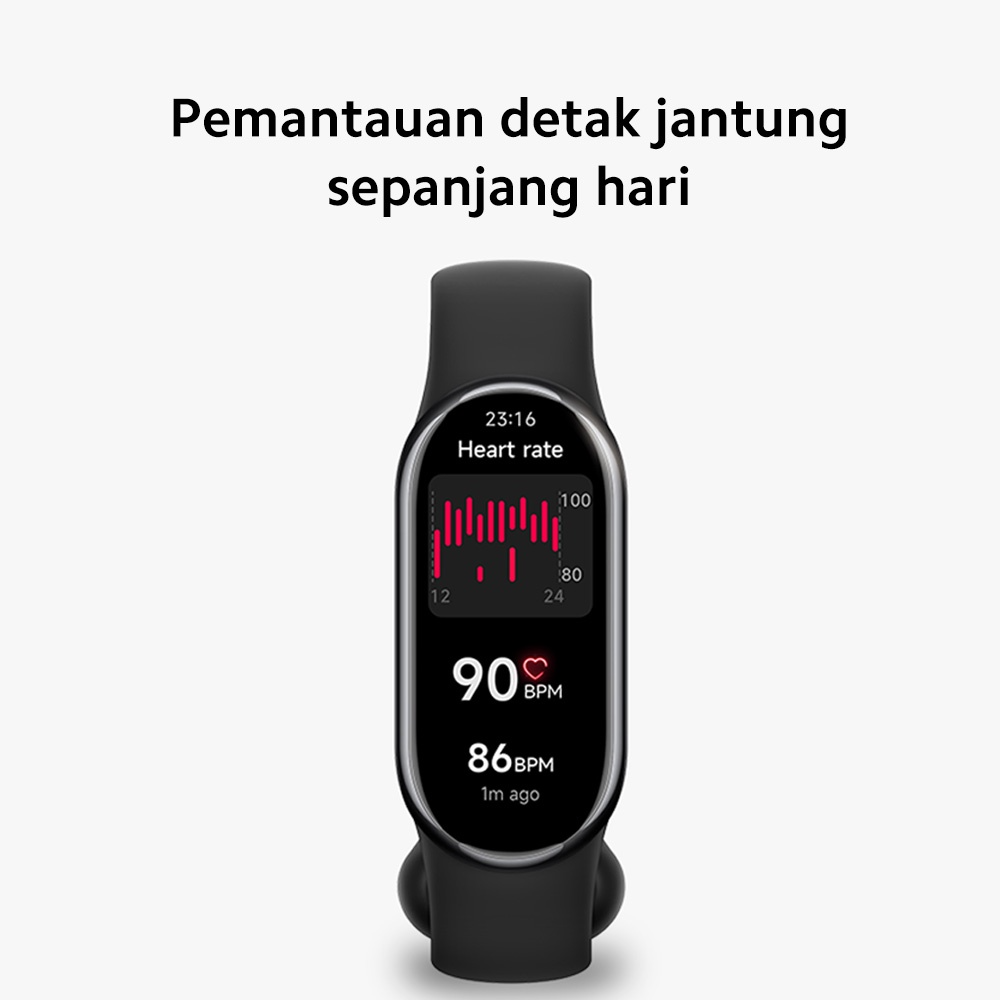 Pemantauan detak jantung
sepanjang hari
23:16
Heart rate
100
80
12
24
90
BPM
86BPM
1m ago